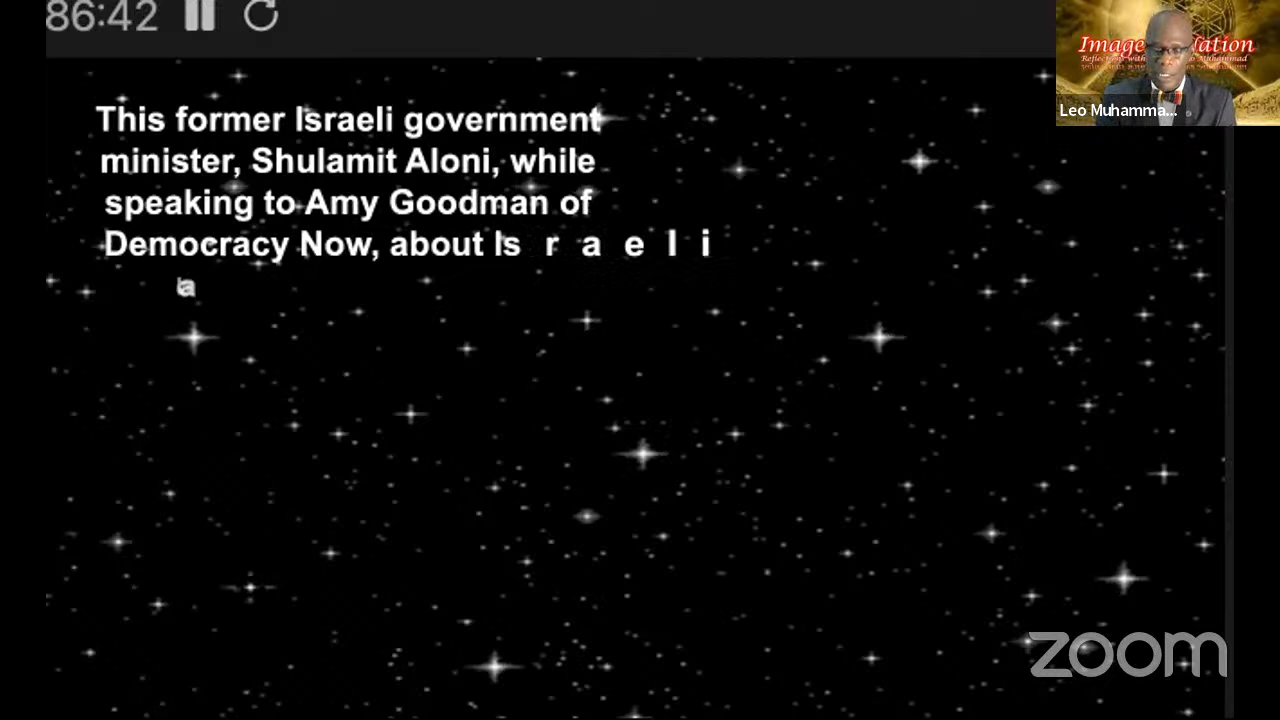 86:42
This former Israeli government
minister, Shulamit Aloni, while
speaking to Amy Goodman of
Democracy Now, about Israeli
Leo Muhamma...
zoom